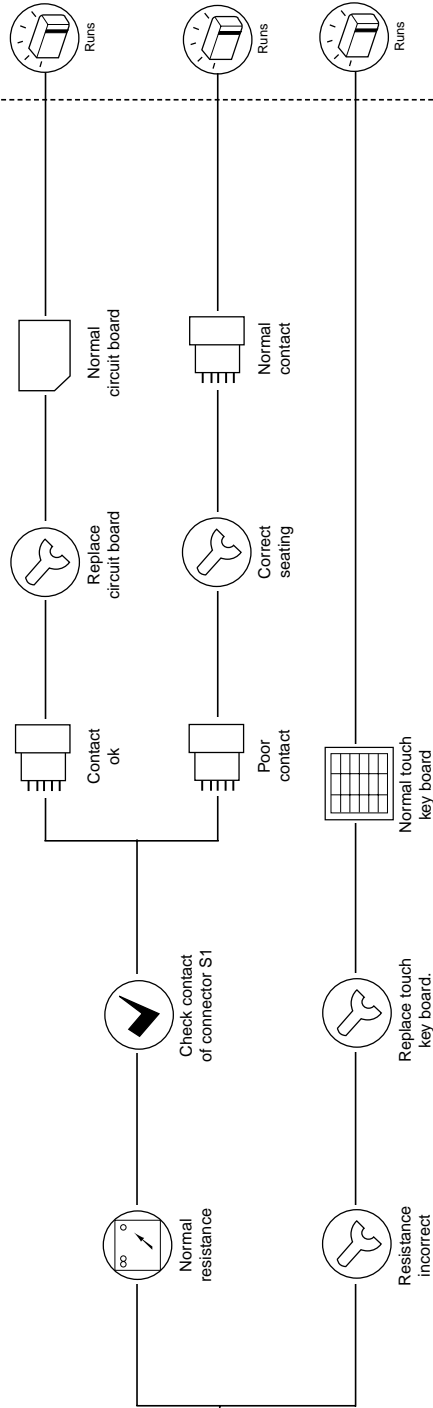 Runs
Normal
circuit board
Replace
circuit board
Contact
ok
Runs
Normal
contact
Correct
seating
Poor
contact
Check contact
of connector S1
Normal
resistance
Runs
Normal touch
key board
Replace touch
key board.
Resistance
incorrect